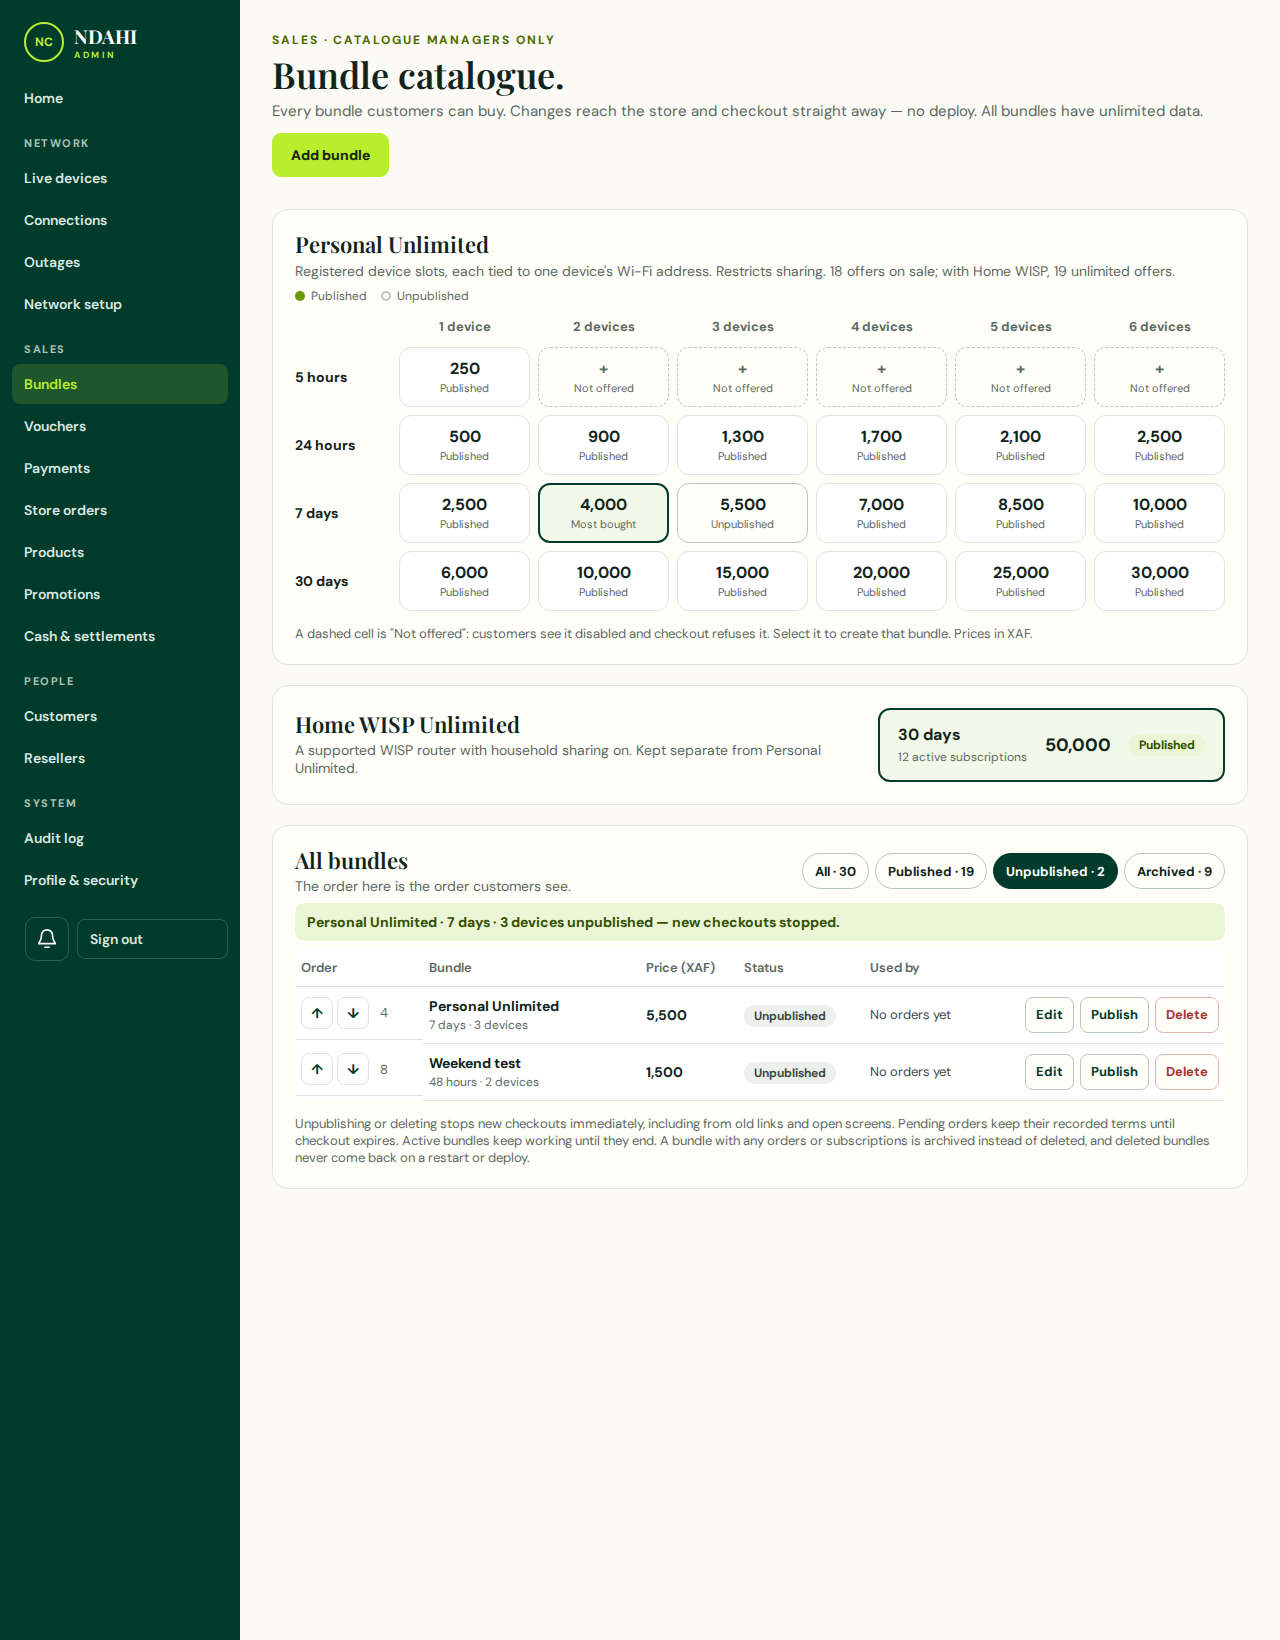 NC
NDAHI
ADMIN
Home
NETWORK
Live devices
Connections
Outages
Network setup
SALES
Bundles
Vouchers
Payments
Store orders
Products
Promotions
Cash & settlements
PEOPLE
Customers
Resellers
SYSTEM
Audit log
Profile & security
Sign out
SALES · CATALOGUE MANAGERS ONLY
Bundle catalogue.
Every bundle customers can buy. Changes reach the store and checkout straight away — no deploy. All bundles have unlimited data.
Add bundle
Personal Unlimited
Registered device slots, each tied to one device's Wi-Fi address. Restricts sharing. 18 offers on sale; with Home WISP, 19 unlimited offers.
Published Unpublished
1 device 2 devices 3 devices 4 devices 5 devices 6 devices
5 hours 250 + + + + +
Published Not offered Not offered Not offered Not offered Not offered
24 hours 500 900 1,300 1,700 2,100 2,500
Published Published Published Published Published Published
7 days 2,500 4,000 5,500 7,000 8,500 10,000
Published Most bought Unpublished Published Published Published
30 days 6,000 10,000 15,000 20,000 25,000 30,000
Published Published Published Published Published Published
A dashed cell is "Not offered": customers see it disabled and checkout refuses it. Select it to create that bundle. Prices in XAF.
Home WISP Unlimited
A supported WISP router with household sharing on. Kept separate from Personal
Unlimited.
30 days
12 active subscriptions
50,000
Published
All bundles
The order here is the order customers see.
All · 30 Published · 19 Unpublished · 2 Archived · 9
Personal Unlimited · 7 days · 3 devices unpublished — new checkouts stopped.
Order Bundle Price (XAF) Status Used by
↑ ↓ 4 Personal Unlimited 5,500 Unpublished No orders yet Edit Publish Delete
7 days · 3 devices
↑ ↓ 8 Weekend test 1,500 Unpublished No orders yet Edit Publish Delete
48 hours · 2 devices
Unpublishing or deleting stops new checkouts immediately, including from old links and open screens. Pending orders keep their recorded terms until
checkout expires. Active bundles keep working until they end. A bundle with any orders or subscriptions is archived instead of deleted, and deleted bundles
never come back on a restart or deploy.